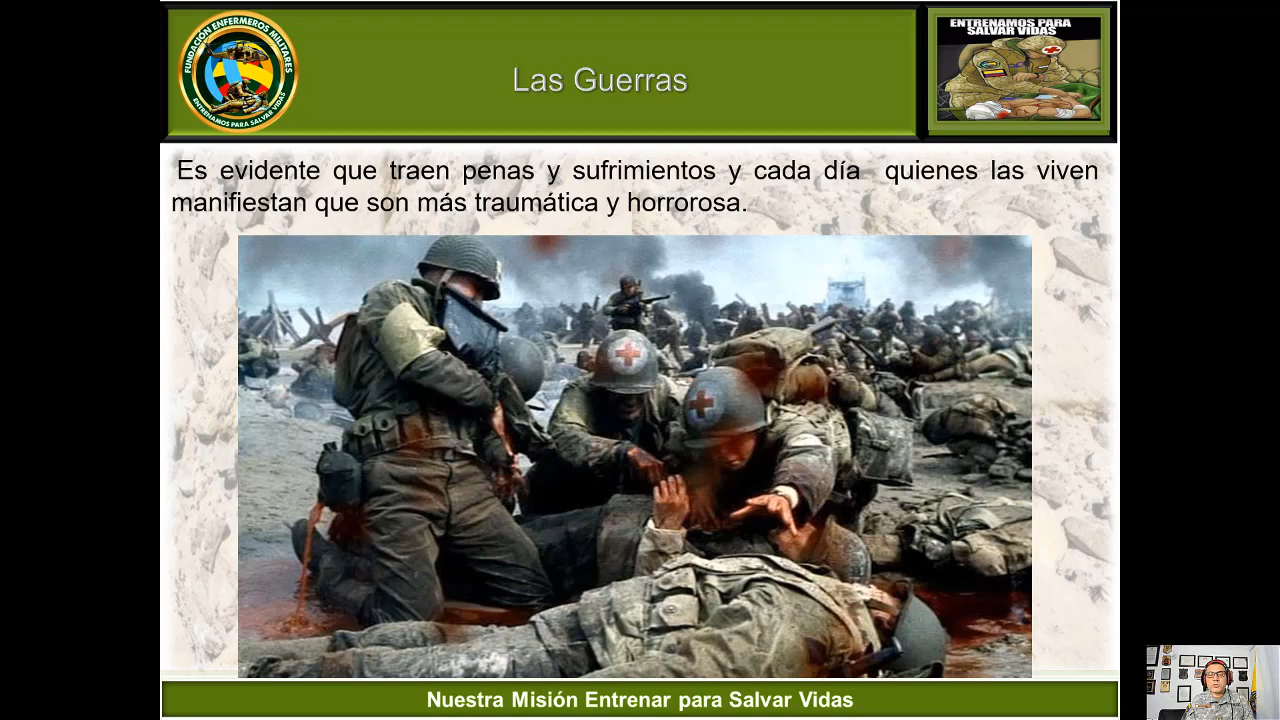 FUNDACIÓN ENFERMEROS MILITARES
ENTRENAMOS PARA SALVAR VIDAS
Las Guerras
ENTRENAMOS PARA
SALVAR VIDAS
Es evidente que traen penas y sufrimientos y cada día quienes las viven
manifiestan que son más traumática y horrorosa.
Nuestra Misión Entrenar para Salvar Vidas